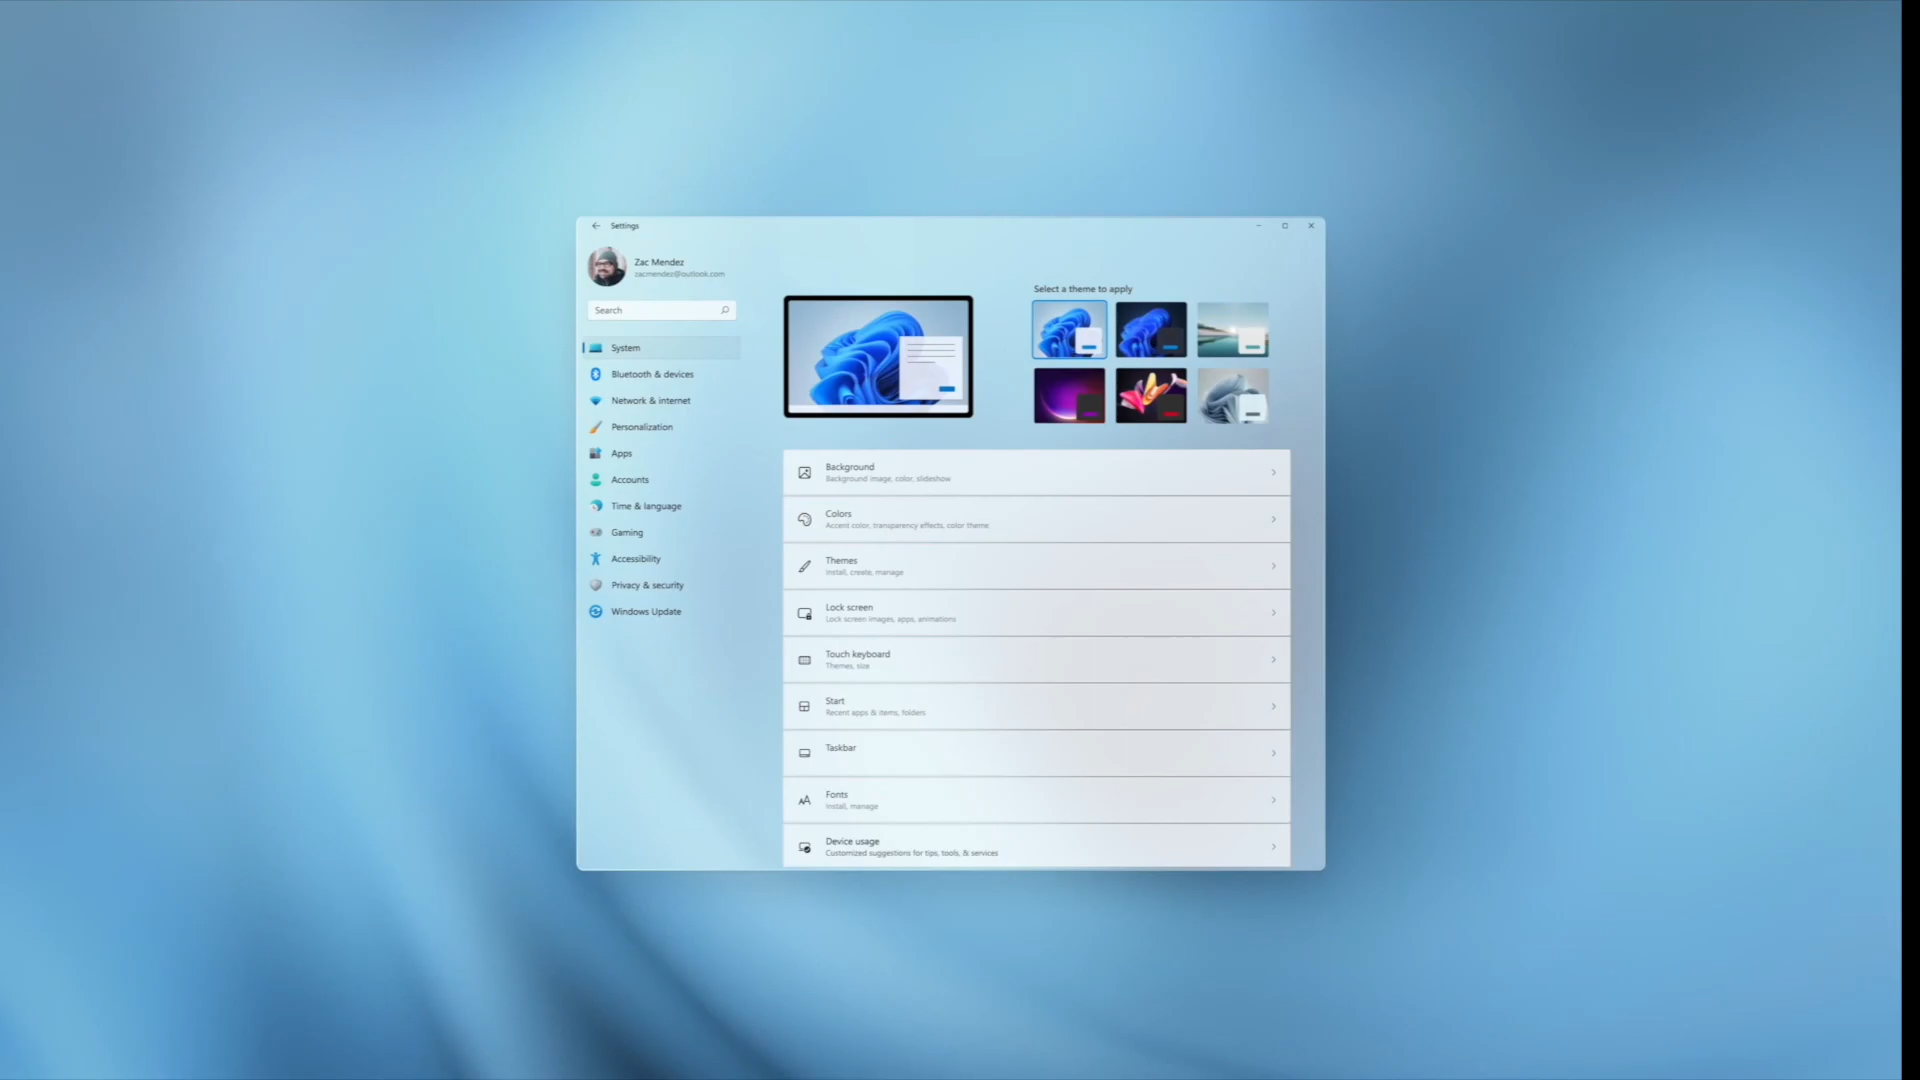 Settings
Zac Mendez
zacmendez@outlook.com
Search
System
Bluetooth & devices
Network & internet
Personalization
Apps
Accounts
Time & language
Gaming
Accessibility
Privacy & security
Windows Update
Select a theme to apply
Background
Background image, color, slideshow
Colors
Accent color, transparency effects, color theme
Themes
Install, create, manage
Lock screen
Lock screen images, apps, animations
Touch keyboard
Themes, size
Start
Recent apps & items, folders
Taskbar
Fonts
Install, manage
Device usage
Customized suggestions for tips, tools, & services